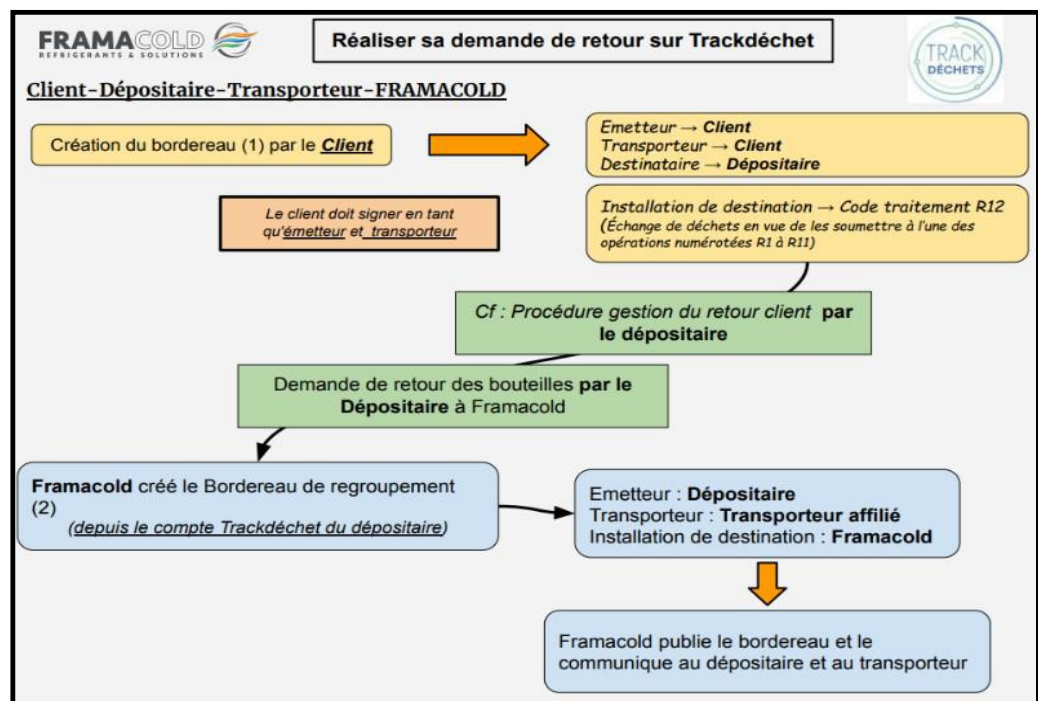 FRAMACOLD
REFRIGERANTS & SOLUTIONS
Réaliser sa demande de retour sur Trackdéchet
TRACK
DÉCHETS
Client-Dépositaire-Transporteur-FRAMACOLD
Création du bordereau (1) par le Client
Emetteur → Client
Transporteur → Client
Destinataire → Dépositaire
Le client doit signer en tant
qu'émetteur et transporteur
Installation de destination → Code traitement R12
(Échange de déchets en vue de les soumettre à l'une des
opérations numérotées R1 à R11)
Cf : Procédure gestion du retour client par
le dépositaire
Demande de retour des bouteilles par le
Dépositaire à Framacold
Framacold créé le Bordereau de regroupement
(2)
(depuis le compte Trackdéchet du dépositaire)
Emetteur : Dépositaire
Transporteur : Transporteur affilié
Installation de destination : Framacold
Framacold publie le bordereau et le
communique au dépositaire et au transporteur